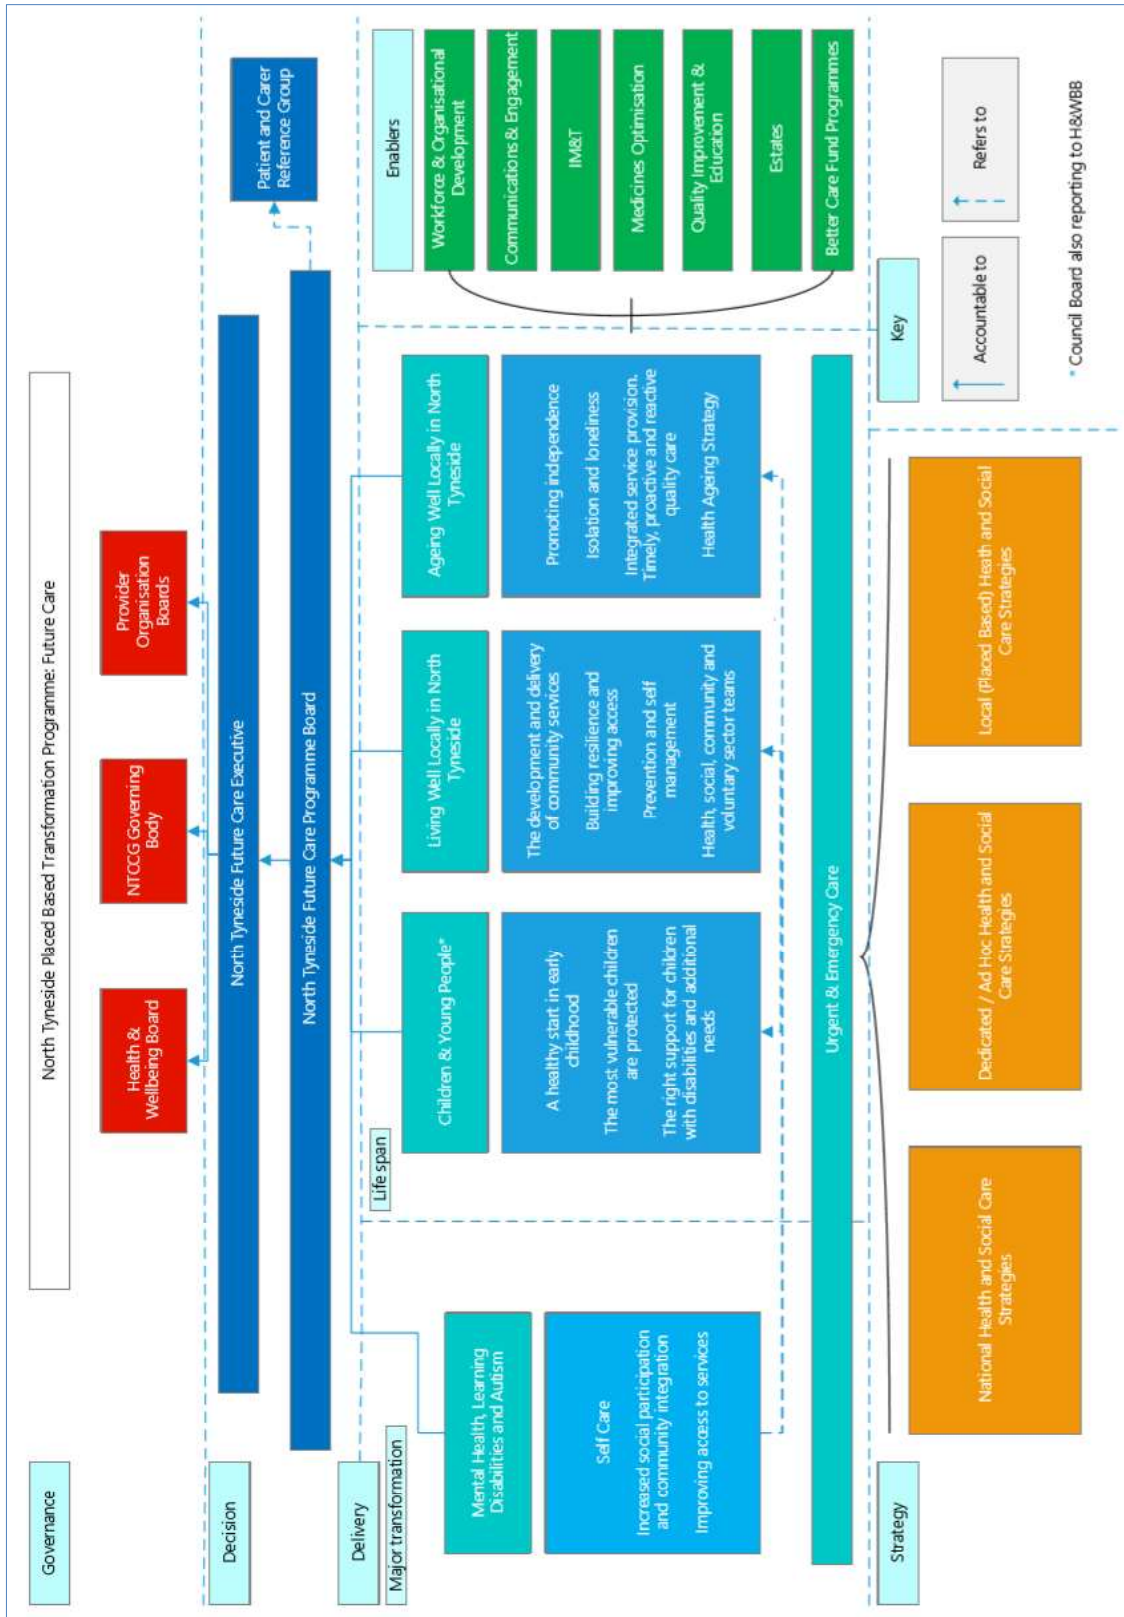 Governance
North Tyneside Placed Based Transformation Programme: Future Care
Health &
Wellbeing Board
NTCCG Governing
Body
Provider
Organisation
Boards
Decision
North Tyneside Future Care Executive
North Tyneside Future Care Programme Board
Patient and Carer
Reference Group
Delivery
Major transformation
Life span
Mental Health, Learning
Disabilities and Autism
Self Care
Increased social participation
and community integration
Improving access to services
Children & Young People*
A healthy start in early
childhood
The most vulnerable children
are protected
The right support for children
with disabilities and additional
needs
Living Well Locally in North
Tyneside
The development and delivery
of community services
Building resilience and
improving access
Prevention and self
management
Health, social, community and
voluntary sector teams
Ageing Well Locally in North
Tyneside
Promoting independence
Isolation and loneliness
Integrated service provision.
Timely, proactive and reactive
quality care
Health Ageing Strategy
Enablers
Workforce & Organisational
Development
Communications & Engagement
IM&T
Medicines Optimisation
Quality Improvement &
Education
Estates
Better Care Fund Programmes
Urgent & Emergency Care
Strategy
National Health and Social Care
Strategies
Dedicated / Ad Hoc Health and Social
Care Strategies
Local (Placed Based) Heath and Social
Care Strategies
Key
Accountable to
Refers to
* Council Board also reporting to H&WBB